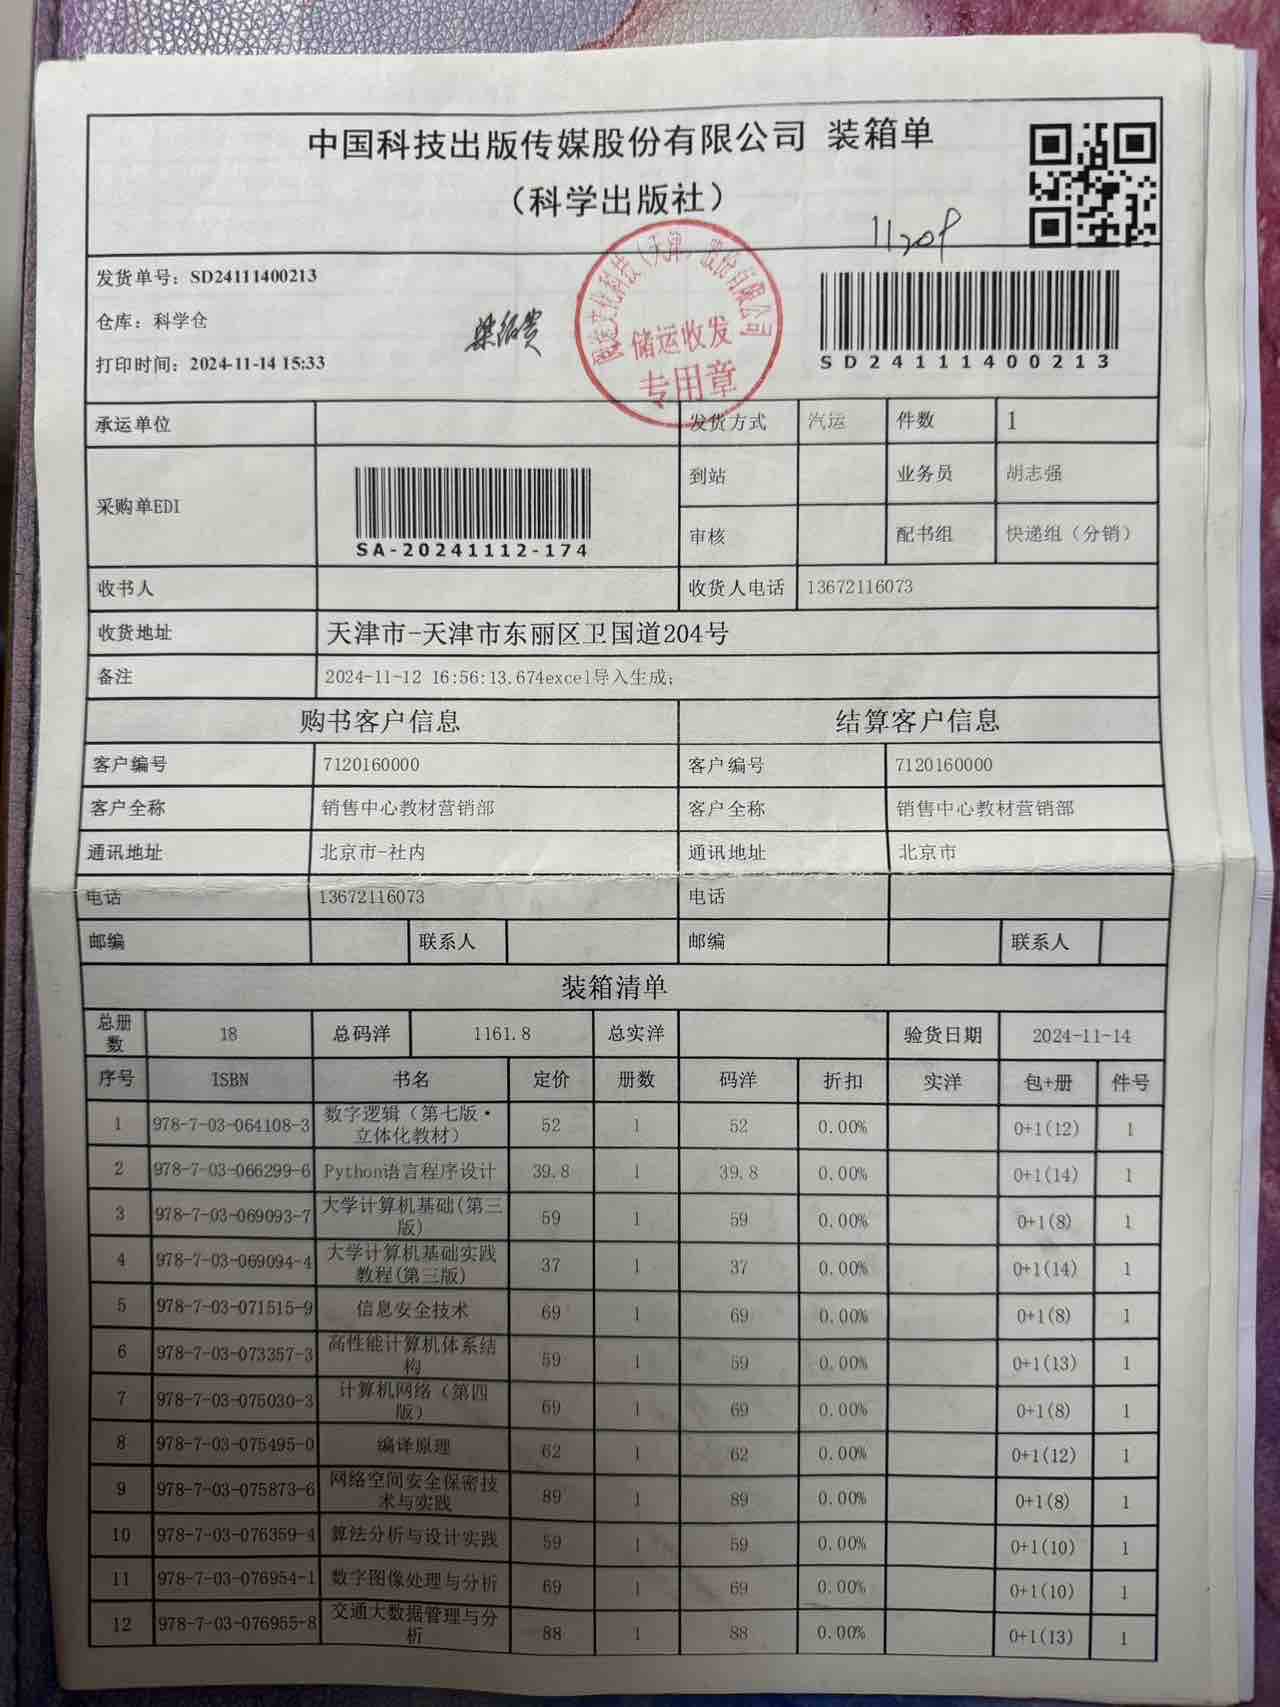 中国科技出版传媒股份有限公司 装箱单
（科学出版社）
11209
发货单号：SD24111400213
仓库：科学仓
打印时间：2024-11-14 15:33
储运收发
专用章
SD24111400213
承运单位 发货方式 汽运 件数 1
采购单EDI SA-20241112-174 到站 业务员 胡志强
审核 配书组 快递组（分销）
收书人 收货人电话 13672116073
收货地址 天津市-天津市东丽区卫国道204号
备注 2024-11-12 16:56:13.674excel导入生成;
购书客户信息 结算客户信息
客户编号 7120160000 客户编号 7120160000
客户全称 销售中心教材营销部 客户全称 销售中心教材营销部
通讯地址 北京市-社内 通讯地址 北京市
电话 13672116073 电话
邮编 联系人 邮编 联系人
装箱清单
总册数 18 总码洋 1161.8 总实洋 验货日期 2024-11-14
序号 ISBN 书名 定价 册数 码洋 折扣 实洋 包+册 件号
1 978-7-03-064108-3 数字逻辑（第七版·立体化教材） 52 1 52 0.00% 0+1(12) 1
2 978-7-03-066299-6 Python语言程序设计 39.8 1 39.8 0.00% 0+1(14) 1
3 978-7-03-069093-7 大学计算机基础(第三版) 59 1 59 0.00% 0+1(8) 1
4 978-7-03-069094-4 大学计算机基础实践教程(第三版) 37 1 37 0.00% 0+1(14) 1
5 978-7-03-071515-9 信息安全技术 69 1 69 0.00% 0+1(8) 1
6 978-7-03-073357-3 高性能计算机体系结构 59 1 59 0.00% 0+1(13) 1
7 978-7-03-075030-3 计算机网络（第四版） 69 1 69 0.00% 0+1(8) 1
8 978-7-03-075495-0 编译原理 62 1 62 0.00% 0+1(12) 1
9 978-7-03-075873-6 网络空间安全保密技术与实践 89 1 89 0.00% 0+1(8) 1
10 978-7-03-076359-4 算法分析与设计实践 59 1 59 0.00% 0+1(10) 1
11 978-7-03-076954-1 数字图像处理与分析 69 1 69 0.00% 0+1(10) 1
12 978-7-03-076955-8 交通大数据管理与分析 88 1 88 0.00% 0+1(13) 1